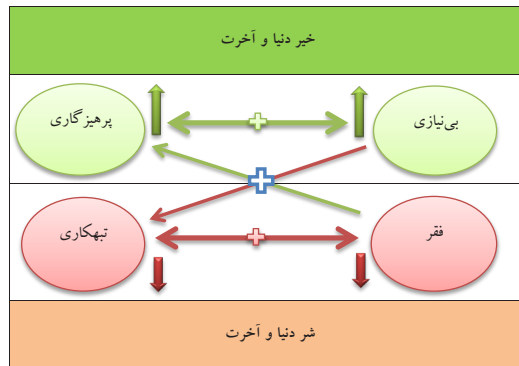 خیر دنیا و آخرت
بی‌نیازی
پرهیزگاری
فقر
تبهکاری
شر دنیا و آخرت